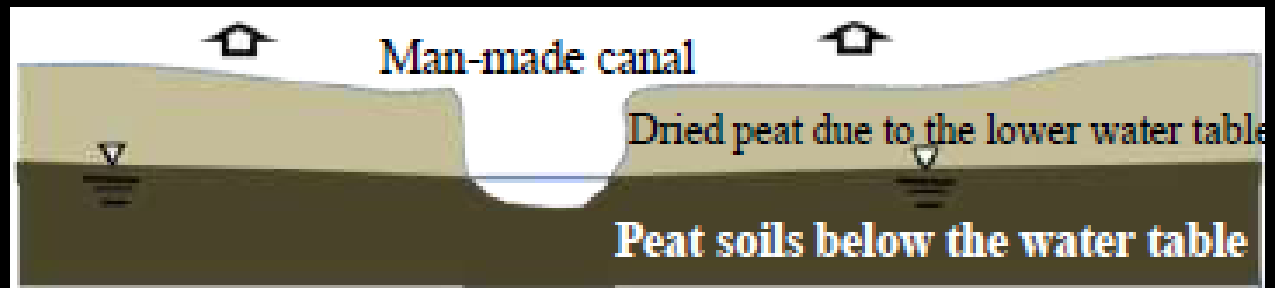 Man-made canal
Dried peat due to the lower water table
Peat soils below the water table